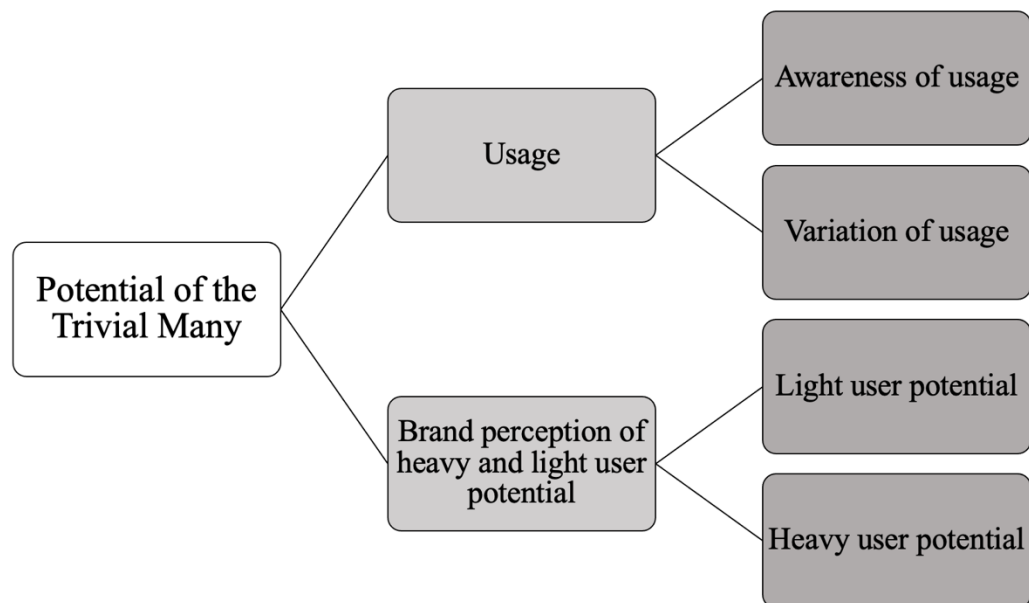 Potential of the
Trivial Many
Usage
Brand perception of
heavy and light user
potential
Awareness of usage
Variation of usage
Light user potential
Heavy user potential